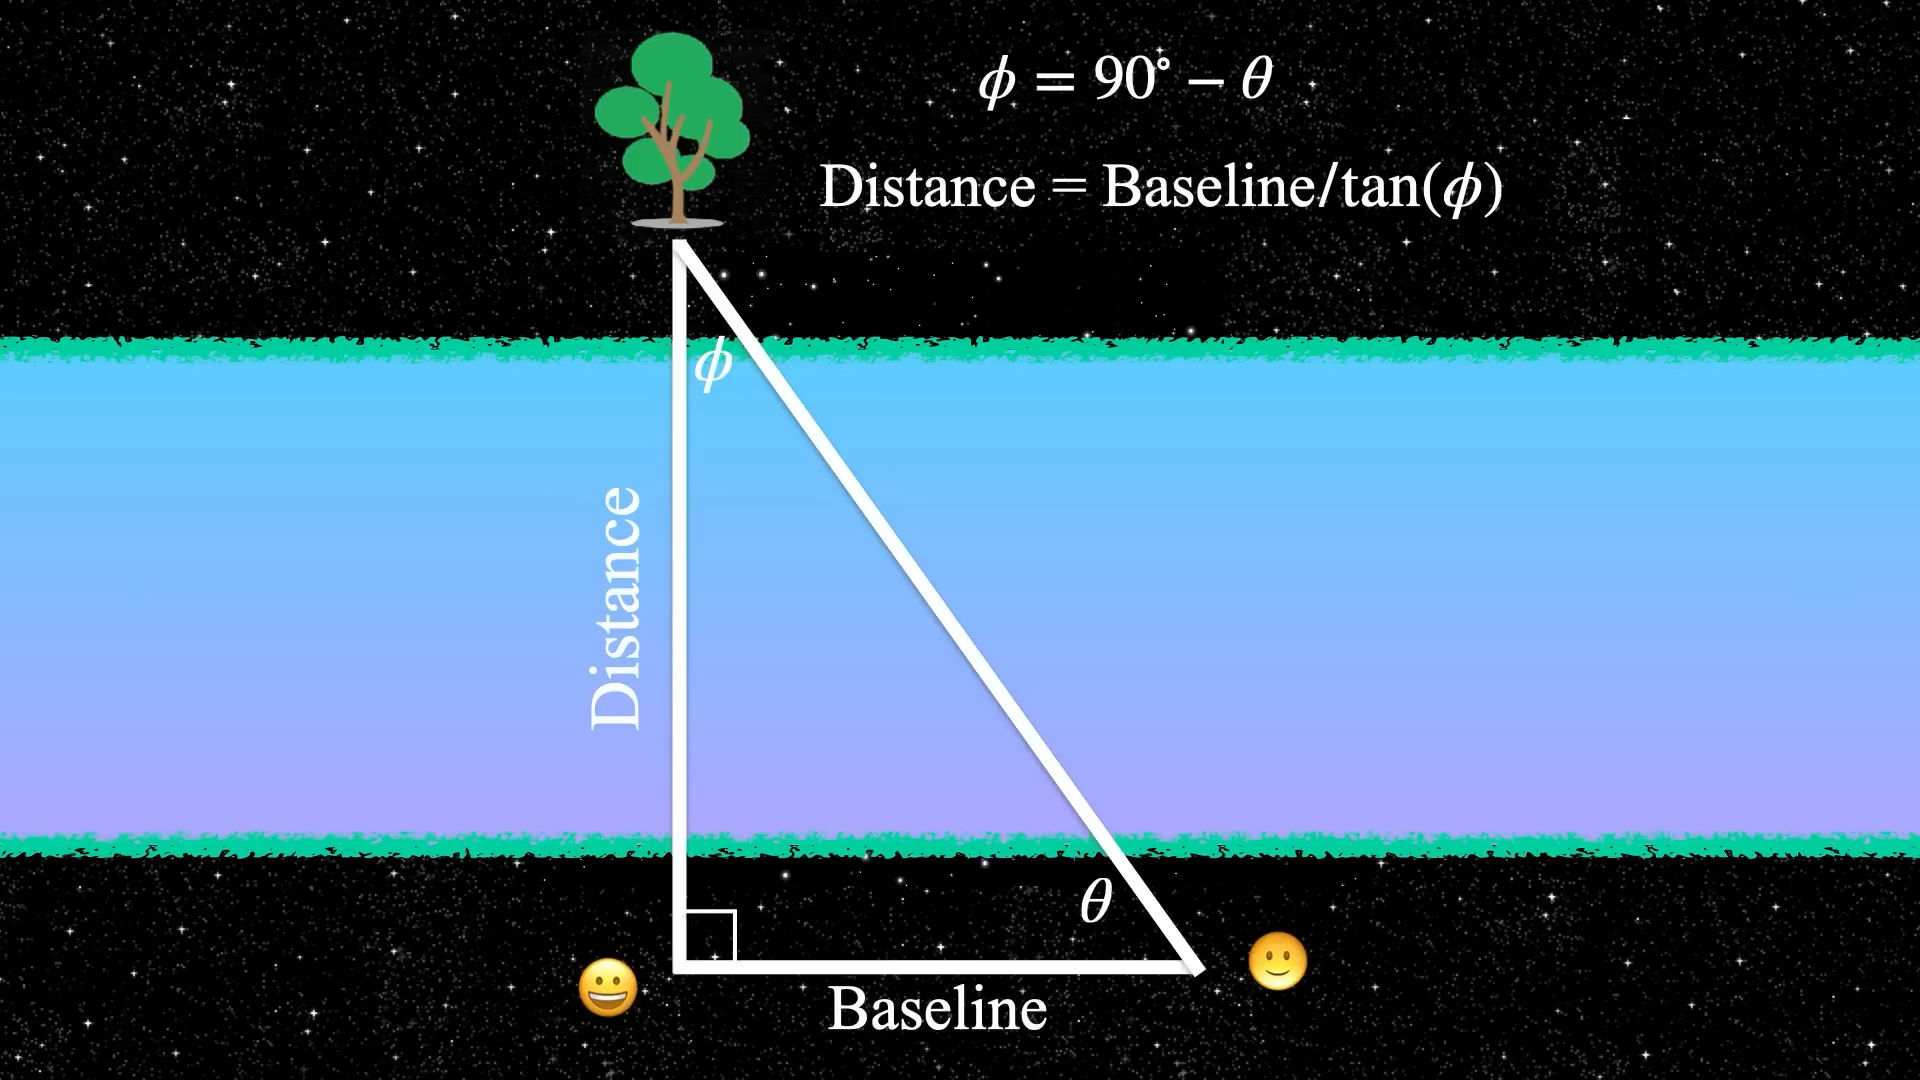 ϕ = 90° – θ
Distance = Baseline/tan(ϕ)
ϕ
Distance
θ
Baseline